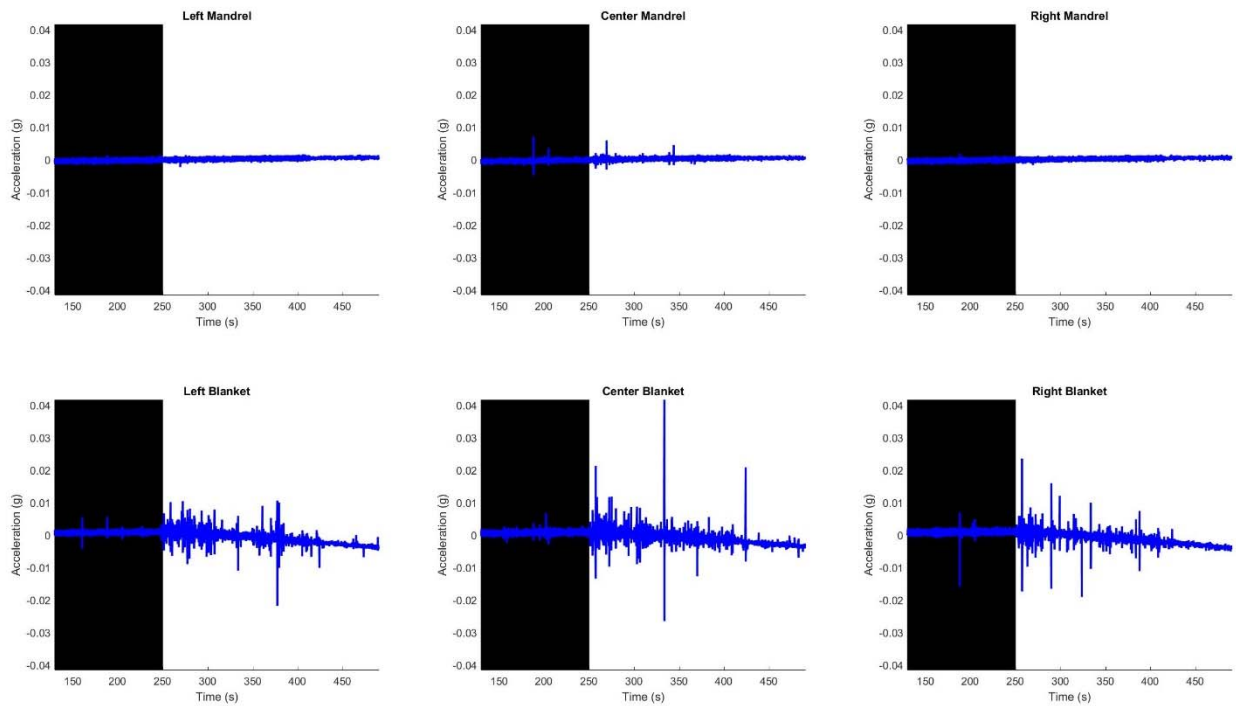 Left Mandrel
0.04
0.03
0.02
0.01
0
-0.01
-0.02
-0.03
-0.04
Acceleration (g)
150 200 250 300 350 400 450
Time (s)
Center Mandrel
0.04
0.03
0.02
0.01
0
-0.01
-0.02
-0.03
-0.04
Acceleration (g)
150 200 250 300 350 400 450
Time (s)
Right Mandrel
0.04
0.03
0.02
0.01
0
-0.01
-0.02
-0.03
-0.04
Acceleration (g)
150 200 250 300 350 400 450
Time (s)
Left Blanket
0.04
0.03
0.02
0.01
0
-0.01
-0.02
-0.03
-0.04
Acceleration (g)
150 200 250 300 350 400 450
Time (s)
Center Blanket
0.04
0.03
0.02
0.01
0
-0.01
-0.02
-0.03
-0.04
Acceleration (g)
150 200 250 300 350 400 450
Time (s)
Right Blanket
0.04
0.03
0.02
0.01
0
-0.01
-0.02
-0.03
-0.04
Acceleration (g)
150 200 250 300 350 400 450
Time (s)